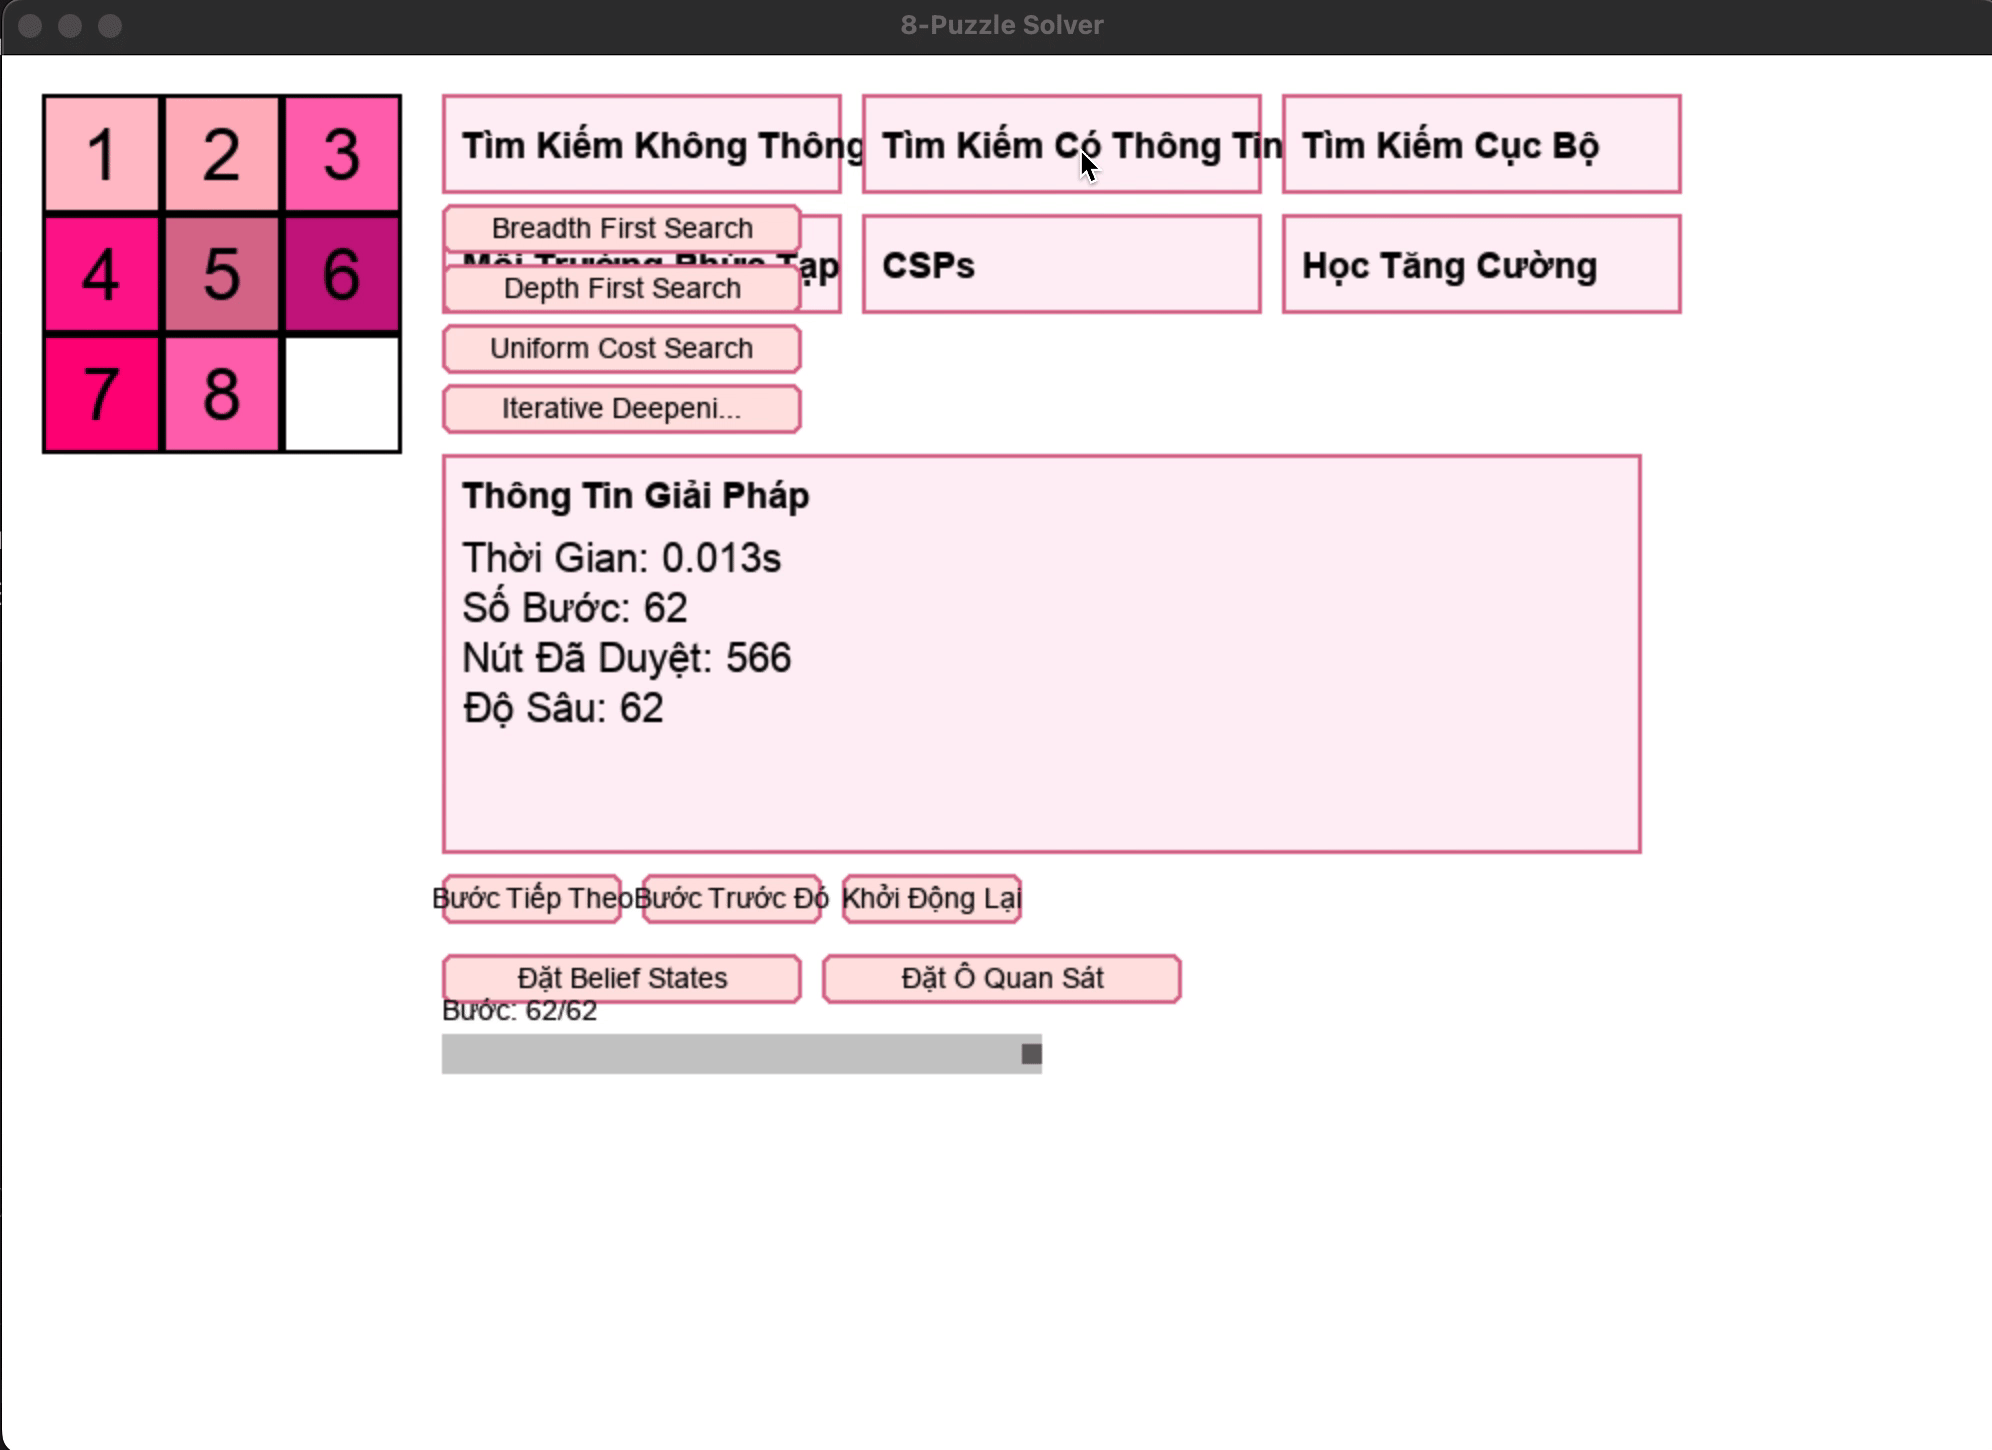 8-Puzzle Solver
1 2 3
4 5 6
7 8
Tìm Kiếm Không Thông
Tìm Kiếm Có Thông Tin
Tìm Kiếm Cục Bộ
Breadth First Search
Môi Trường Phức Tạp
CSPs
Học Tăng Cường
Depth First Search
Uniform Cost Search
Iterative Deepeni...
Thông Tin Giải Pháp
Thời Gian: 0.013s
Số Bước: 62
Nút Đã Duyệt: 566
Độ Sâu: 62
Bước Tiếp Theo
Bước Trước Đó
Khởi Động Lại
Đặt Belief States
Đặt Ô Quan Sát
Bước: 62/62